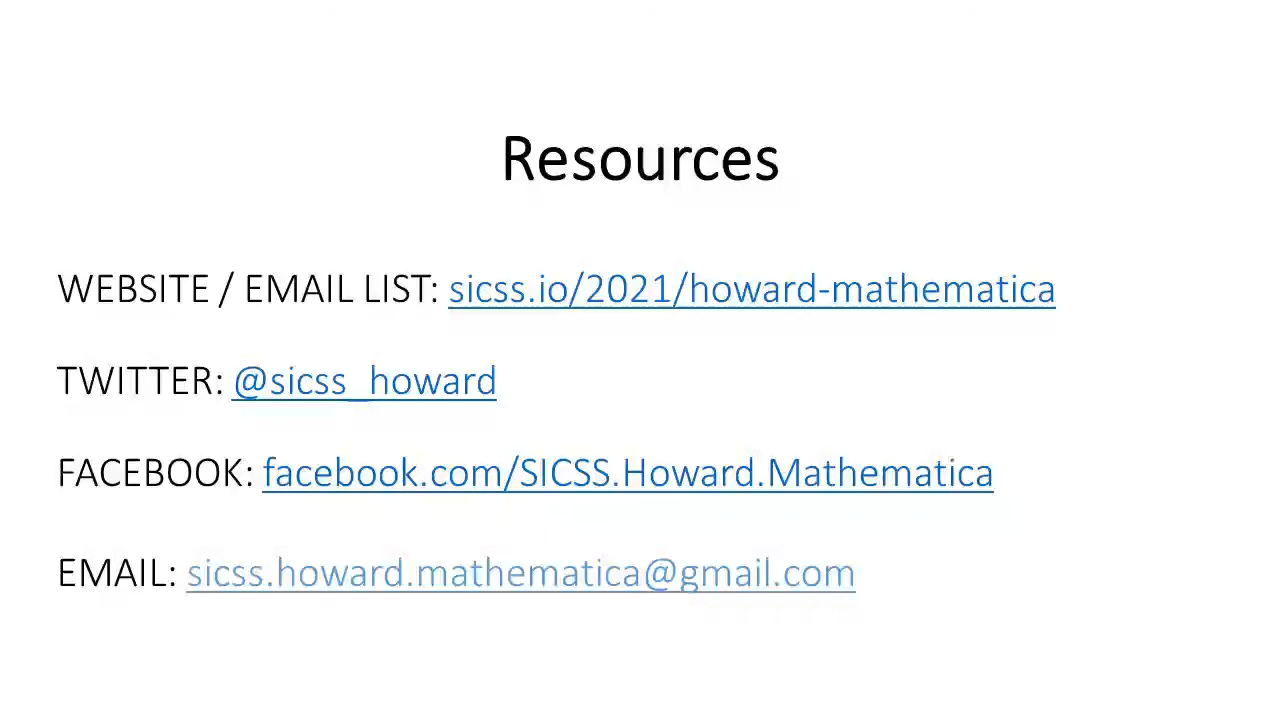 Resources
WEBSITE / EMAIL LIST: sicss.io/2021/howard-mathematica
TWITTER: @sicss_howard
FACEBOOK: facebook.com/SICSS.Howard.Mathematica
EMAIL: sicss.howard.mathematica@gmail.com